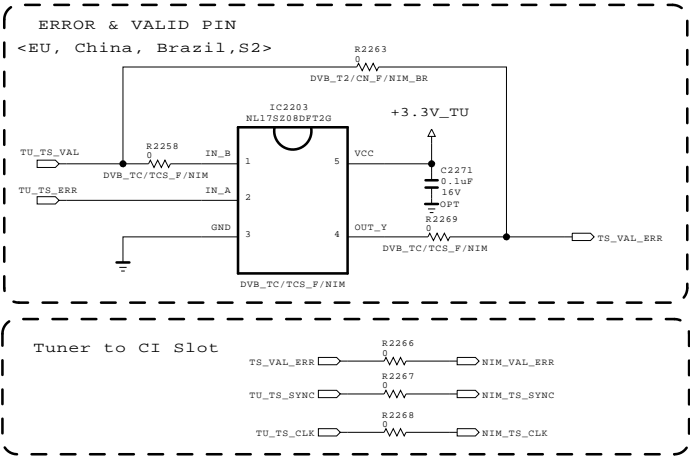 ERROR & VALID PIN
<EU, China, Brazil,S2>
R2263
0
DVB_T2/CN_F/NIM_BR
IC2203
NL17SZ08DFT2G
+3.3V_TU
TU_TS_VAL
R2258
0
IN_B
1
5
VCC
DVB_TC/TCS_F/NIM
C2271
0.1uF
16V
OPT
TU_TS_ERR
IN_A
2
R2269
0
GND
3
4
OUT_Y
TS_VAL_ERR
DVB_TC/TCS_F/NIM
DVB_TC/TCS_F/NIM
Tuner to CI Slot
R2266
0
TS_VAL_ERR
NIM_VAL_ERR
R2267
0
TU_TS_SYNC
NIM_TS_SYNC
R2268
0
TU_TS_CLK
NIM_TS_CLK